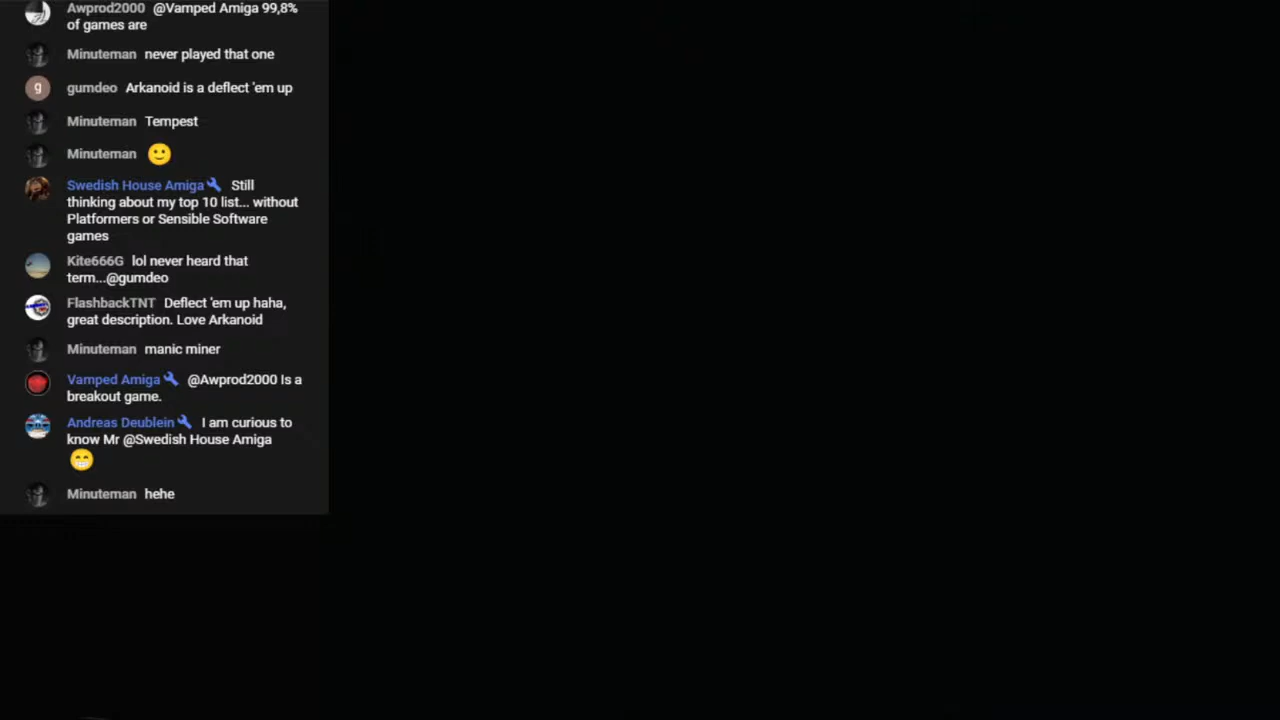 Awprod2000 @Vamped Amiga 99,8%
of games are
Minuteman never played that one
g gumdeo Arkanoid is a deflect 'em up
Minuteman Tempest
Minuteman 🙂
Swedish House Amiga Still
thinking about my top 10 list... without
Platformers or Sensible Software
games
Kite666G lol never heard that
term...@gumdeo
FlashbackTNT Deflect 'em up haha,
great description. Love Arkanoid
Minuteman manic miner
Vamped Amiga @Awprod2000 Is a
breakout game.
Andreas Deublein I am curious to
know Mr @Swedish House Amiga
😁
Minuteman hehe